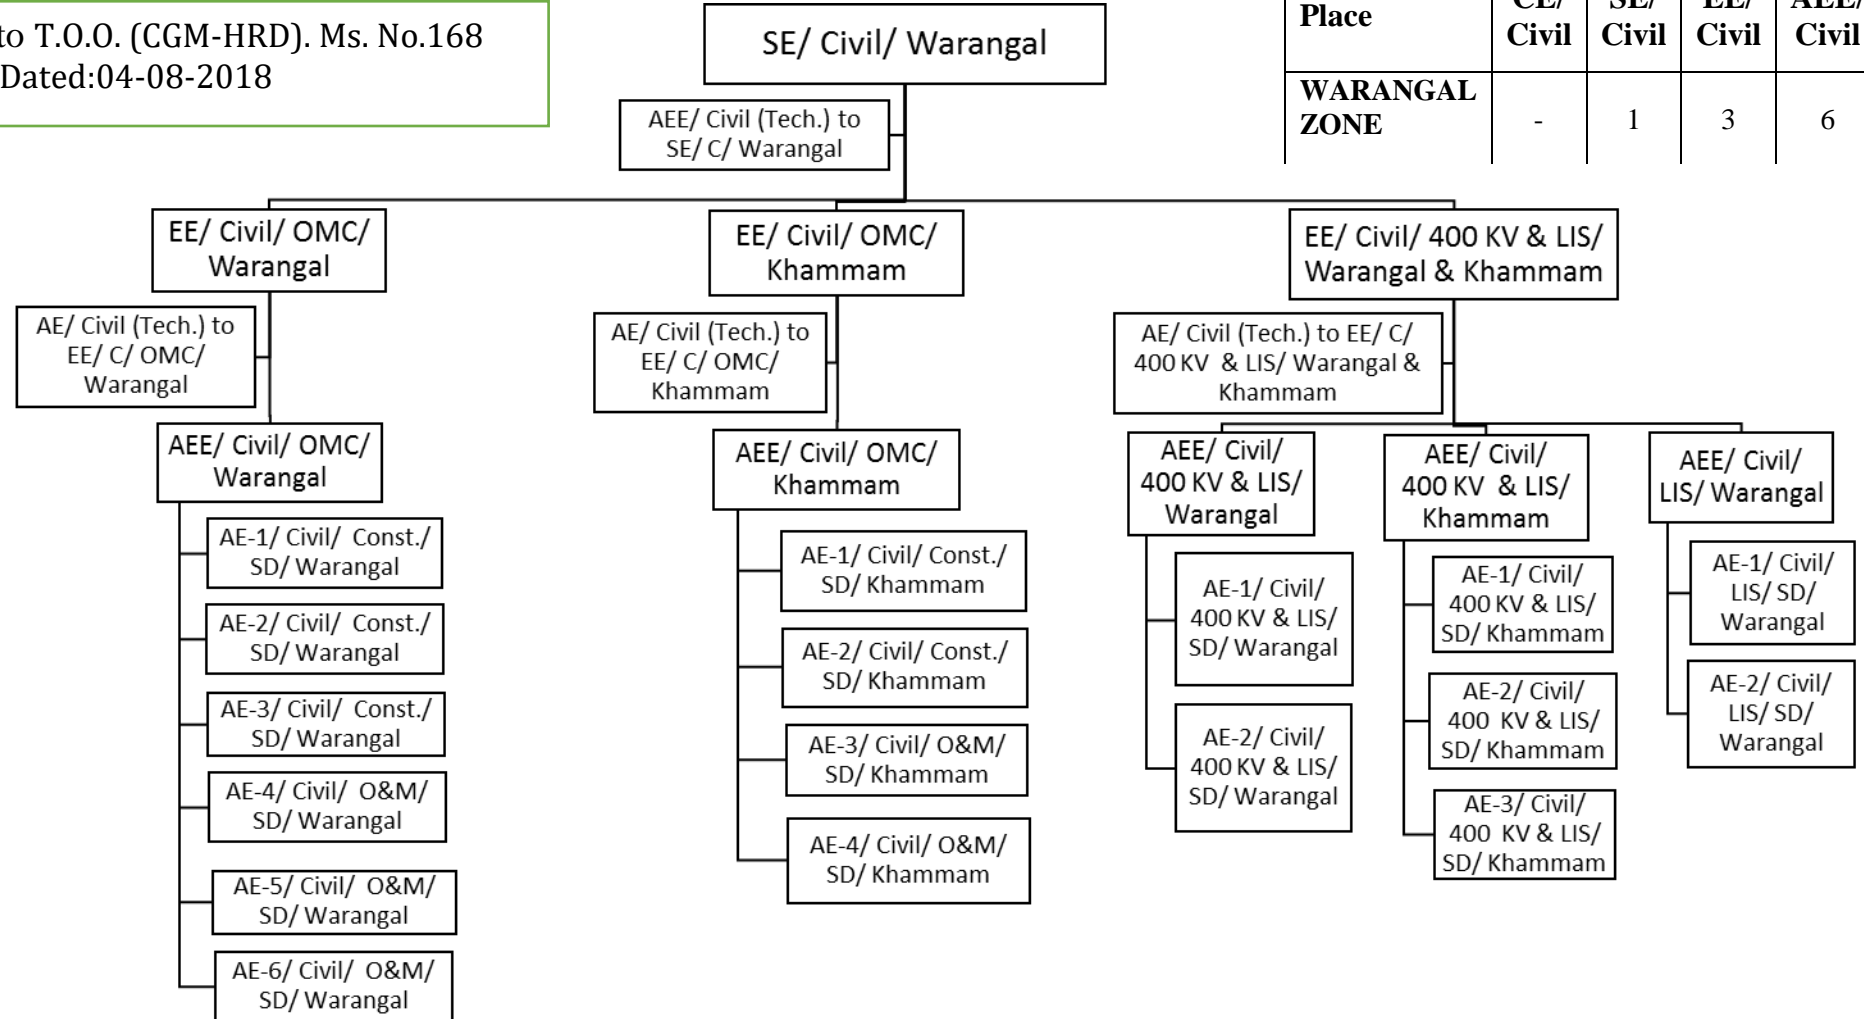 to T.O.O. (CGM-HRD). Ms. No.168
Dated:04-08-2018
SE/ Civil/ Warangal
Place
CE/
Civil
SE/
Civil
EE/
Civil
AEE/
Civil
WARANGAL
ZONE
-
1
3
6
AEE/ Civil (Tech.) to
SE/ C/ Warangal
EE/ Civil/ OMC/
Warangal
AE/ Civil (Tech.) to
EE/ C/ OMC/
Warangal
AEE/ Civil/ OMC/
Warangal
AE-1/ Civil/ Const./
SD/ Warangal
AE-2/ Civil/ Const./
SD/ Warangal
AE-3/ Civil/ Const./
SD/ Warangal
AE-4/ Civil/ O&M/
SD/ Warangal
AE-5/ Civil/ O&M/
SD/ Warangal
AE-6/ Civil/ O&M/
SD/ Warangal
EE/ Civil/ OMC/
Khammam
AE/ Civil (Tech.) to
EE/ C/ OMC/
Khammam
AEE/ Civil/ OMC/
Khammam
AE-1/ Civil/ Const./
SD/ Khammam
AE-2/ Civil/ Const./
SD/ Khammam
AE-3/ Civil/ O&M/
SD/ Khammam
AE-4/ Civil/ O&M/
SD/ Khammam
EE/ Civil/ 400 KV & LIS/
Warangal & Khammam
AE/ Civil (Tech.) to EE/ C/
400 KV & LIS/ Warangal &
Khammam
AEE/ Civil/
400 KV & LIS/
Warangal
AE-1/ Civil/
400 KV & LIS/
SD/ Warangal
AE-2/ Civil/
400 KV & LIS/
SD/ Warangal
AEE/ Civil/
400 KV & LIS/
Khammam
AE-1/ Civil/
400 KV & LIS/
SD/ Khammam
AE-2/ Civil/
400 KV & LIS/
SD/ Khammam
AE-3/ Civil/
400 KV & LIS/
SD/ Khammam
AEE/ Civil/
LIS/ Warangal
AE-1/ Civil/
LIS/ SD/
Warangal
AE-2/ Civil/
LIS/ SD/
Warangal